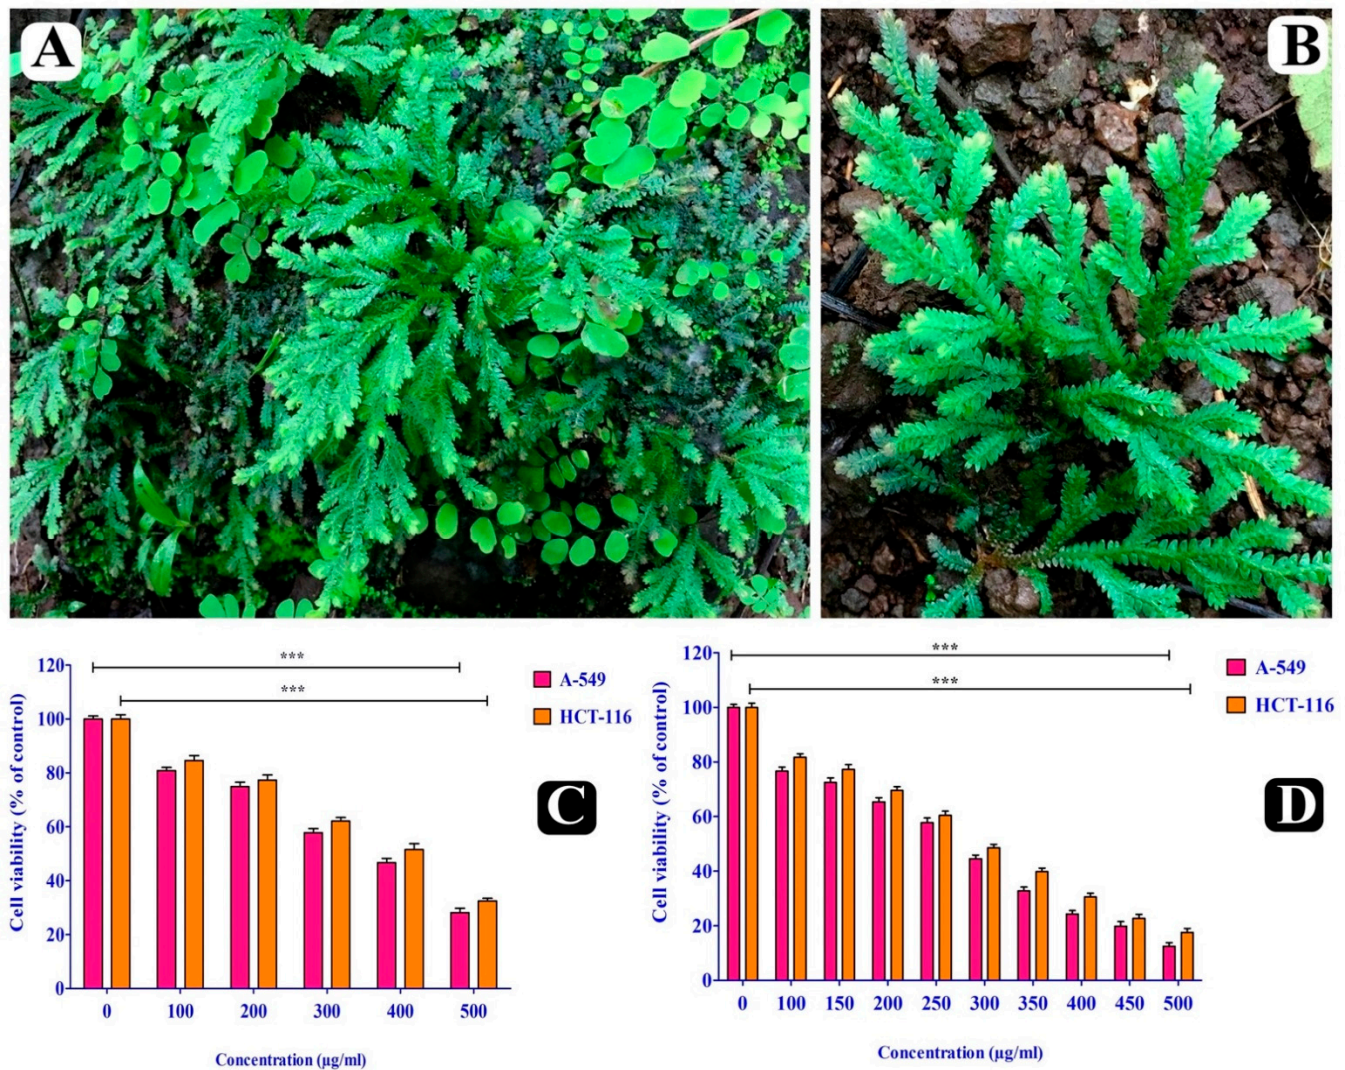 A
B
***
***
120
100
80
60
40
20
0
Cell viability (% of control)
0 100 200 300 400 500
Concentration (µg/ml)
A-549
HCT-116
C
***
***
120
100
80
60
40
20
0
Cell viability (% of control)
0 100 150 200 250 300 350 400 450 500
Concentration (µg/ml)
A-549
HCT-116
D